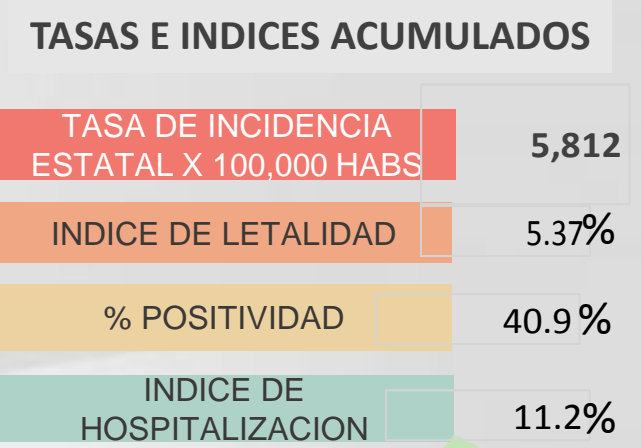 TASAS E INDICES ACUMULADOS
TASA DE INCIDENCIA
ESTATAL X 100,000 HABS
5,812
INDICE DE LETALIDAD
5.37%
% POSITIVIDAD
40.9 %
INDICE DE
HOSPITALIZACION
11.2%